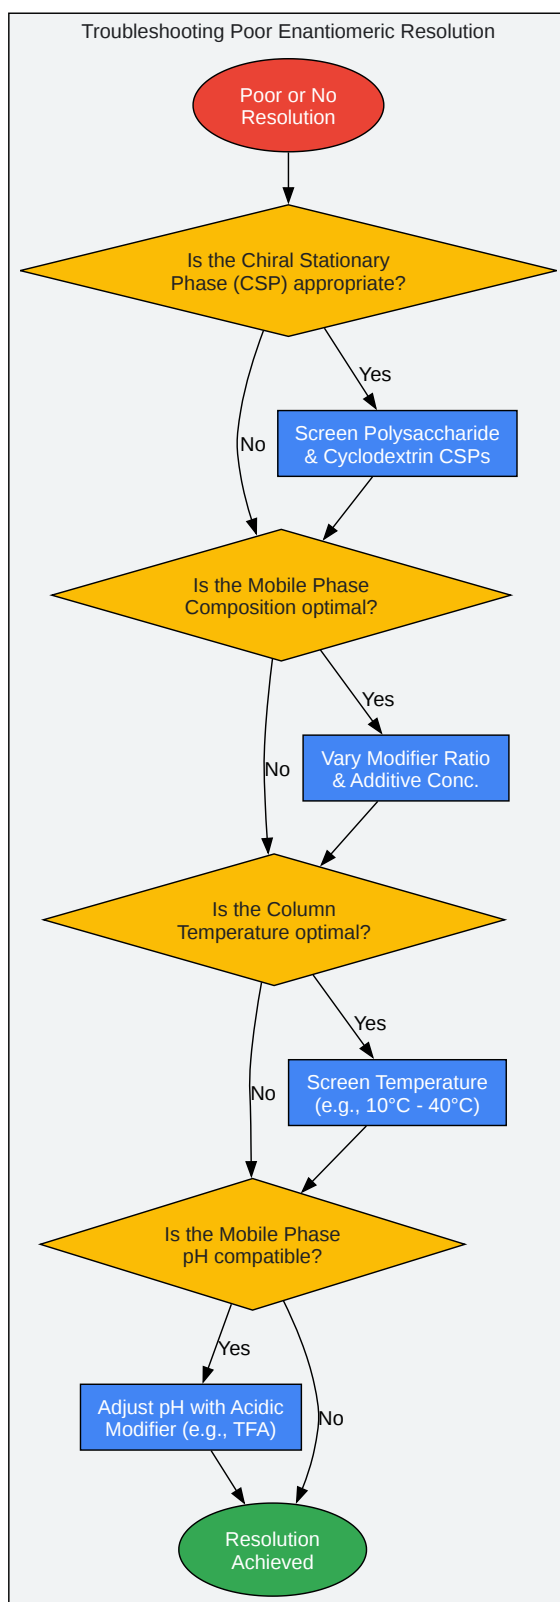 Troubleshooting Poor Enantiomeric Resolution
Poor or No
Resolution
Is the Chiral Stationary
Phase (CSP) appropriate?
Yes
Screen Polysaccharide
& Cyclodextrin CSPs
No
Is the Mobile Phase
Composition optimal?
Yes
Vary Modifier Ratio
& Additive Conc.
No
Is the Column
Temperature optimal?
Yes
Screen Temperature
(e.g., 10°C - 40°C)
No
Is the Mobile Phase
pH compatible?
Yes
Adjust pH with Acidic
Modifier (e.g., TFA)
No
Resolution
Achieved